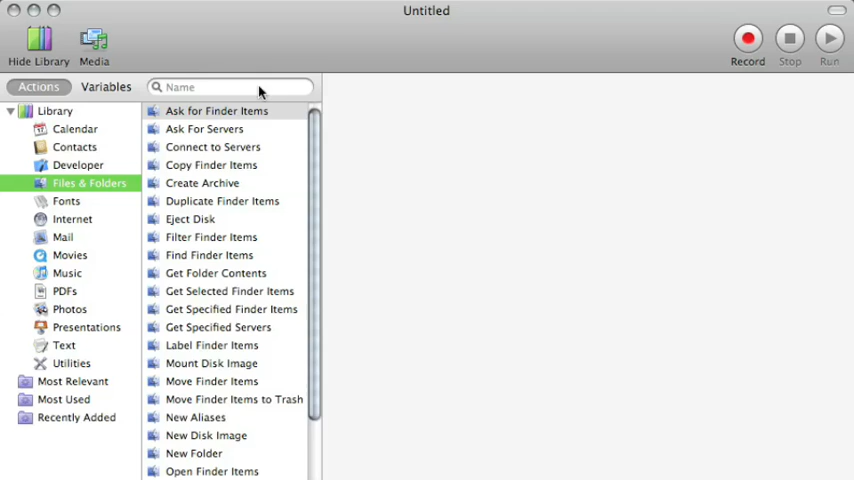 Untitled
Hide Library
Media
Record
Stop
Run
Actions
Variables
Name
Library
Calendar
Contacts
Developer
Files & Folders
Fonts
Internet
Mail
Movies
Music
PDFs
Photos
Presentations
Text
Utilities
Most Relevant
Most Used
Recently Added
Ask for Finder Items
Ask For Servers
Connect to Servers
Copy Finder Items
Create Archive
Duplicate Finder Items
Eject Disk
Filter Finder Items
Find Finder Items
Get Folder Contents
Get Selected Finder Items
Get Specified Finder Items
Get Specified Servers
Label Finder Items
Mount Disk Image
Move Finder Items
Move Finder Items to Trash
New Aliases
New Disk Image
New Folder
Open Finder Items